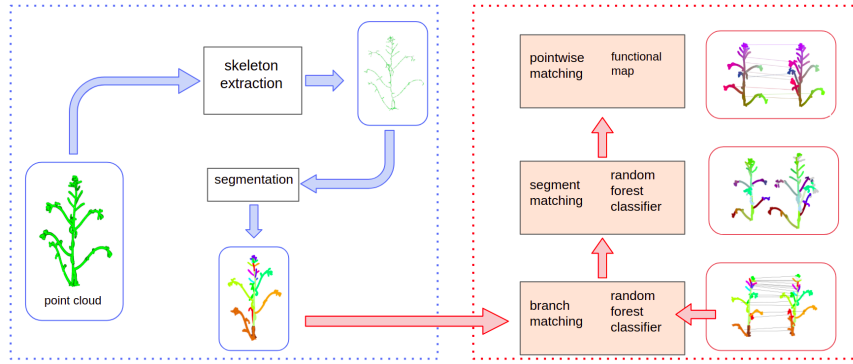 skeleton
extraction
point cloud
segmentation
pointwise
matching
functional
map
segment
matching
random
forest
classifier
branch
matching
random
forest
classifier